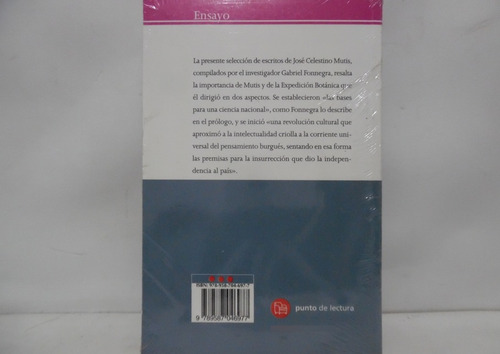 Ensayo
La presente selección de escritos de José Celestino Mutis,
compilados por el investigador Gabriel Fonnegra, resalta
la importancia de Mutis y de la Expedición Botánica que
él dirigió en dos aspectos. Se establecieron «las bases
para una ciencia nacional», como Fonnegra lo describe
en el prólogo, y se inició «una revolución cultural que
aproximó a la intelectualidad criolla a la corriente uni-
versal del pensamiento burgués, sentando en esa forma
las premisas para la insurrección que dio la indepen-
dencia al país».
9 789587 046977
punto de lectura